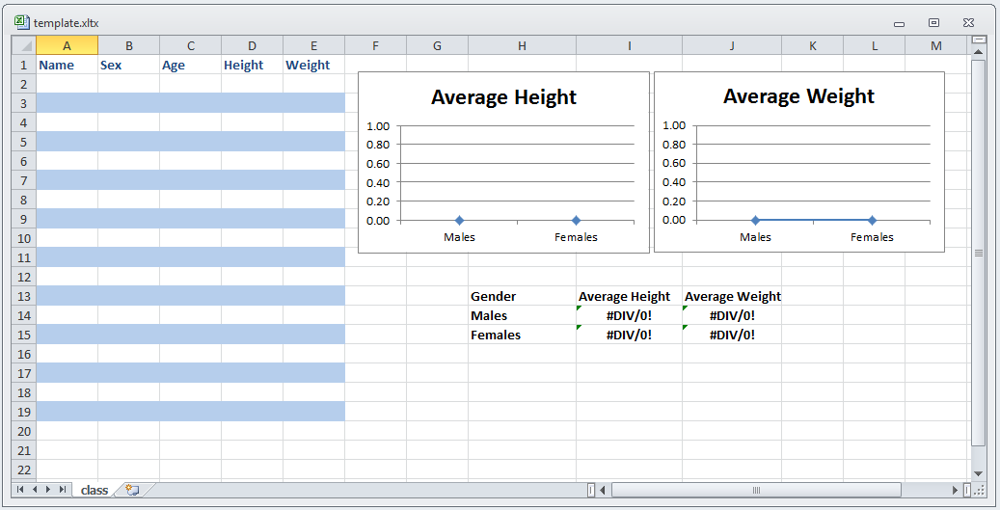 template.xltx
A B C D E F G H I J K L M
1 Name Sex Age Height Weight
2
3
4
5
6
7
8
9
10
11
12
13 Gender Average Height Average Weight
14 Males #DIV/0! #DIV/0!
15 Females #DIV/0! #DIV/0!
16
17
18
19
20
21
22
Average Height
1.00
0.80
0.60
0.40
0.20
0.00
Males Females
Average Weight
1.00
0.80
0.60
0.40
0.20
0.00
Males Females
class